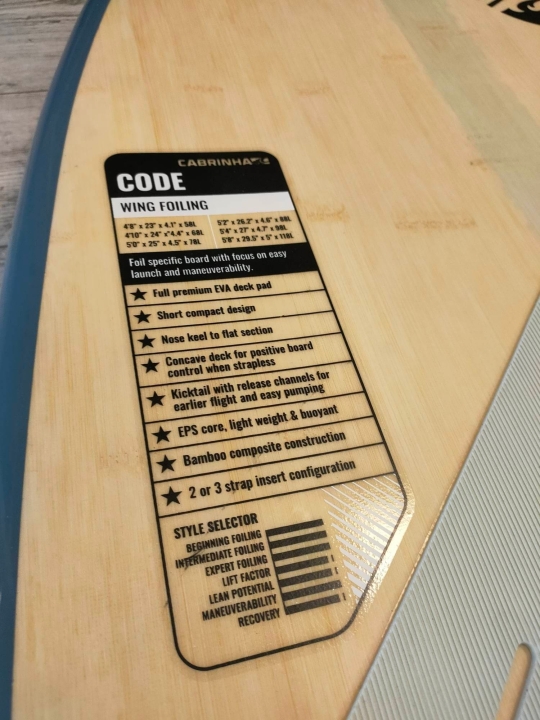 CABRINHA
CODE
WING FOILING
4'8" x 23" x 4.1" x 58L
4'10" x 24" x 4.4" x 68L
5'0" x 25" x 4.5" x 78L
5'2" x 26.2" x 4.6" x 88L
5'4" x 27" x 4.7" x 98L
5'8" x 29.5" x 5" x 118L
Foil specific board with focus on easy
launch and maneuverability.
Full premium EVA deck pad
Short compact design
Nose keel to flat section
Concave deck for positive board
control when strapless
Kicktail with release channels for
earlier flight and easy pumping
EPS core, light weight & buoyant
Bamboo composite construction
2 or 3 strap insert configuration
STYLE SELECTOR
BEGINNING FOILING
INTERMEDIATE FOILING
EXPERT FOILING
LIFT FACTOR
LEAN POTENTIAL
MANEUVERABILITY
RECOVERY